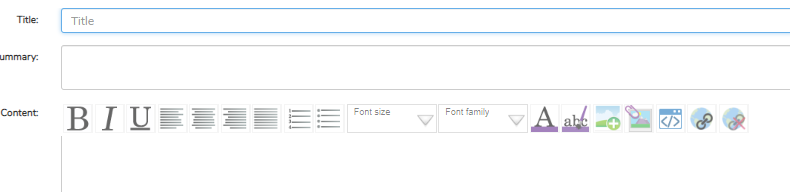 Title:
Title
ummary:
Content:
B I U
Font size
Font family
A
abc